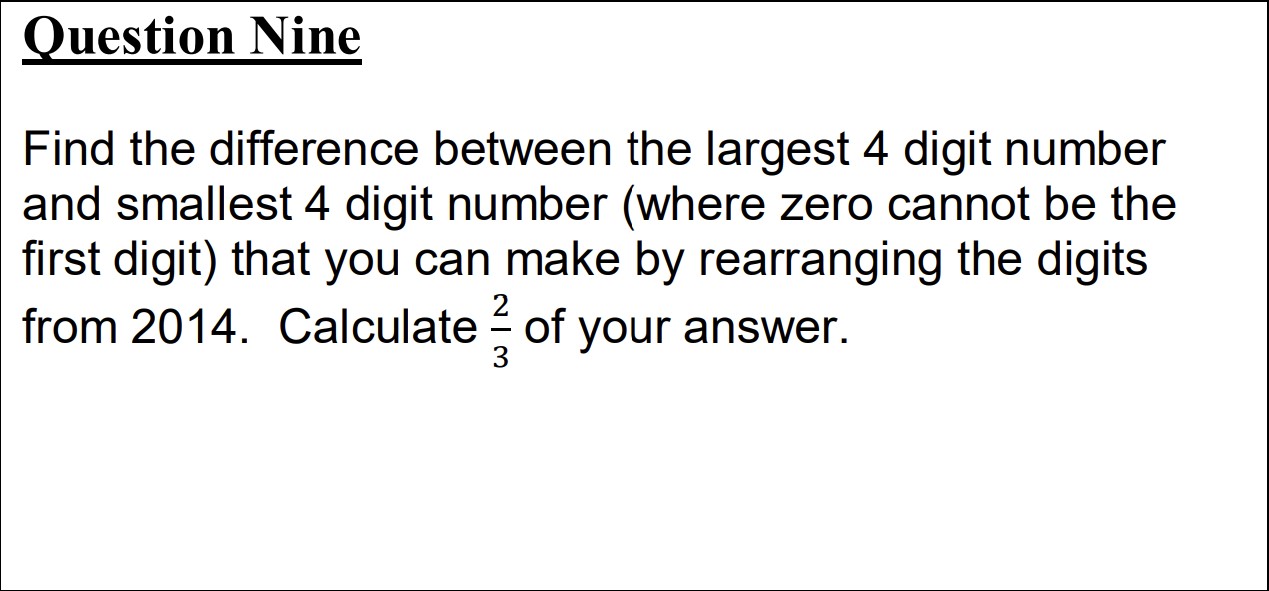 Question Nine
Find the difference between the largest 4 digit number
and smallest 4 digit number (where zero cannot be the
first digit) that you can make by rearranging the digits
from 2014. Calculate 2/3 of your answer.